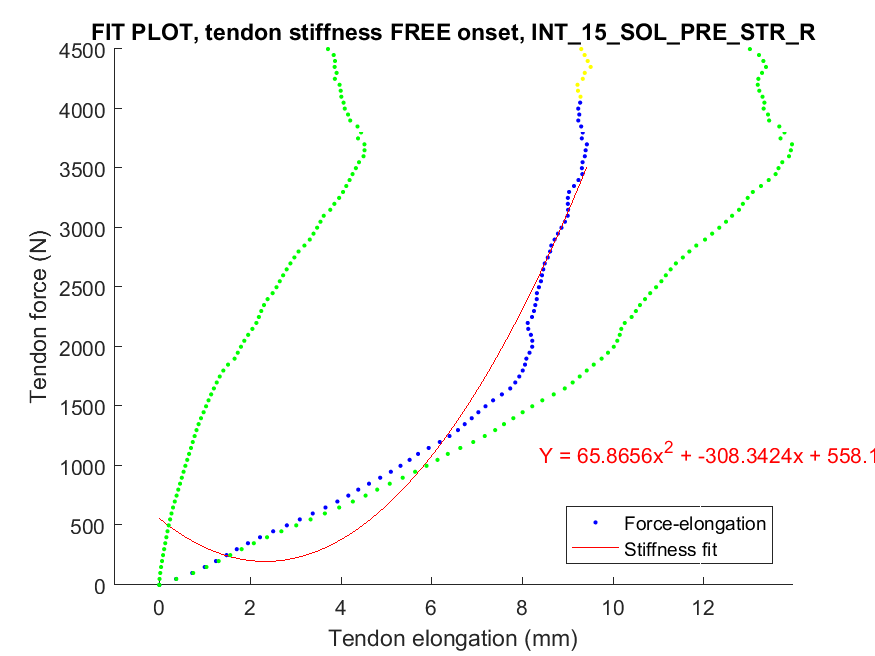 FIT PLOT, tendon stiffness FREE onset, INT_15_SOL_PRE_STR_R
4500
4000
3500
3000
2500
2000
1500
1000
500
0
Tendon force (N)
Y = 65.8656x² + -308.3424x + 558.1
Force-elongation
Stiffness fit
0 2 4 6 8 10 12
Tendon elongation (mm)